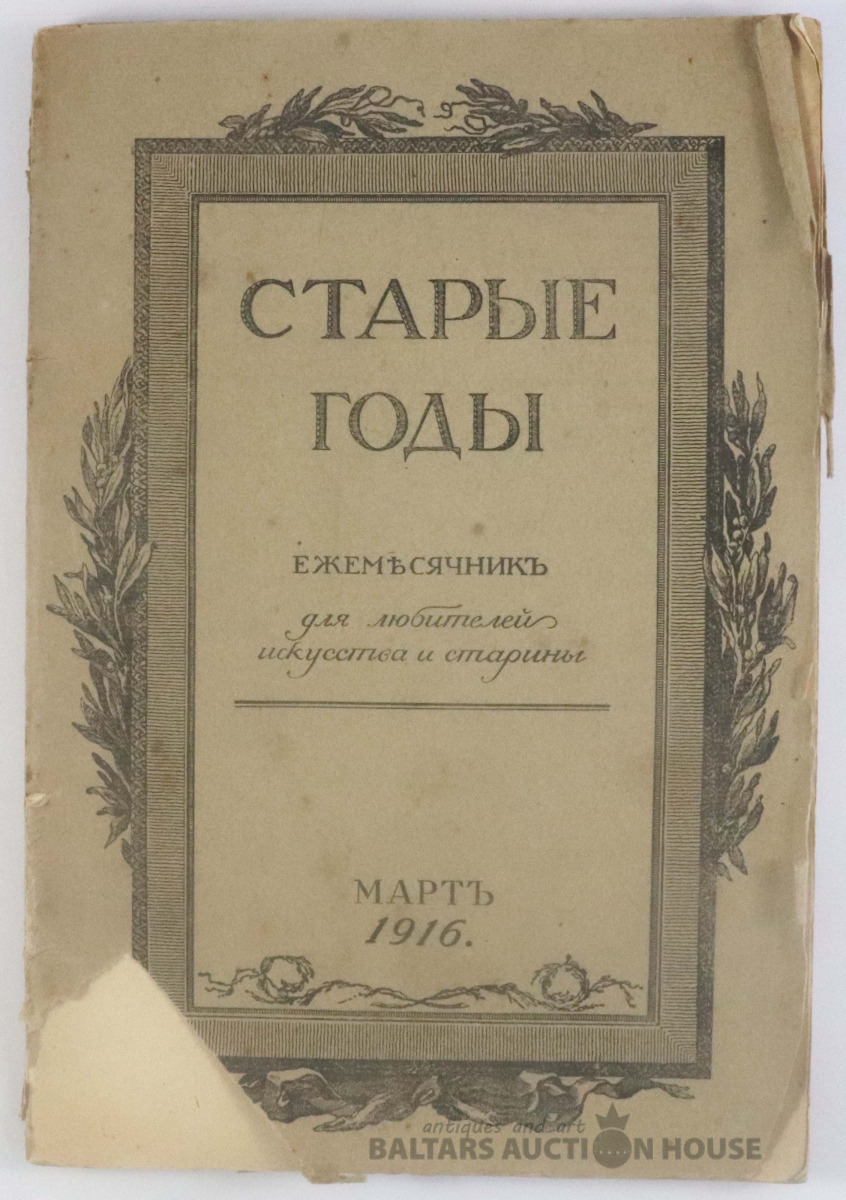 СТАРЫЕ
ГОДЫ
ЕЖЕМѢСЯЧНИКЪ
для любителей
искусства и старины
МАРТЪ
1916.
antiques and art
BALTARS AUCTION HOUSE